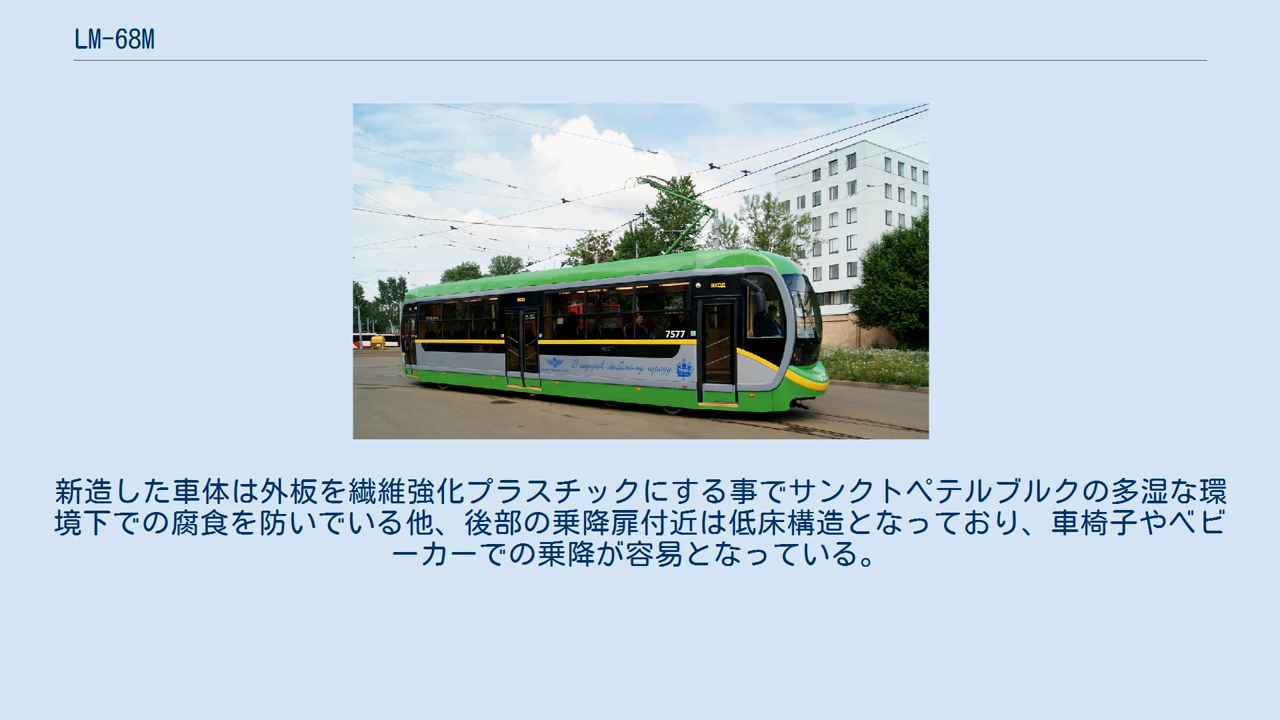 LM-68M
ВХОД
7577
新造した車体は外板を繊維強化プラスチックにする事でサンクトペテルブルクの多湿な環
境下での腐食を防いでいる他、後部の乗降扉付近は低床構造となっており、車椅子やベビ
ーカーでの乗降が容易となっている。